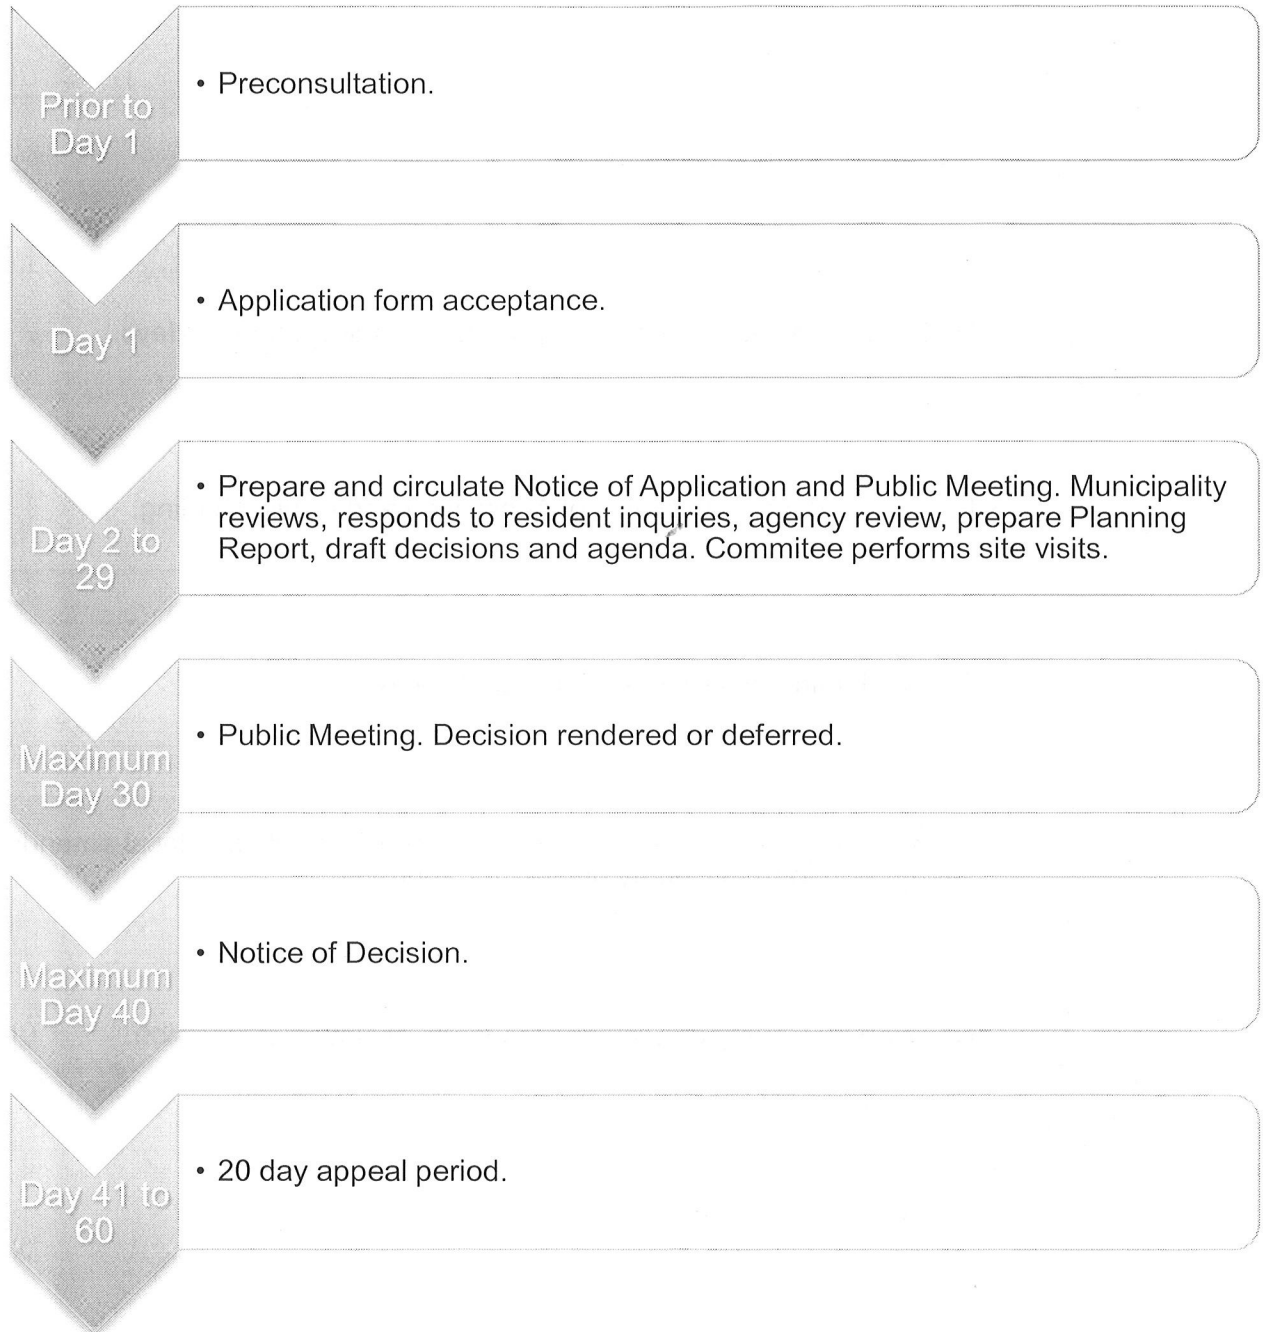 Prior to
Day 1
• Preconsultation.
Day 1
• Application form acceptance.
Day 2 to
29
• Prepare and circulate Notice of Application and Public Meeting. Municipality
reviews, responds to resident inquiries, agency review, prepare Planning
Report, draft decisions and agenda. Commitee performs site visits.
Maximum
Day 30
• Public Meeting. Decision rendered or deferred.
Maximum
Day 40
• Notice of Decision.
Day 41 to
60
• 20 day appeal period.